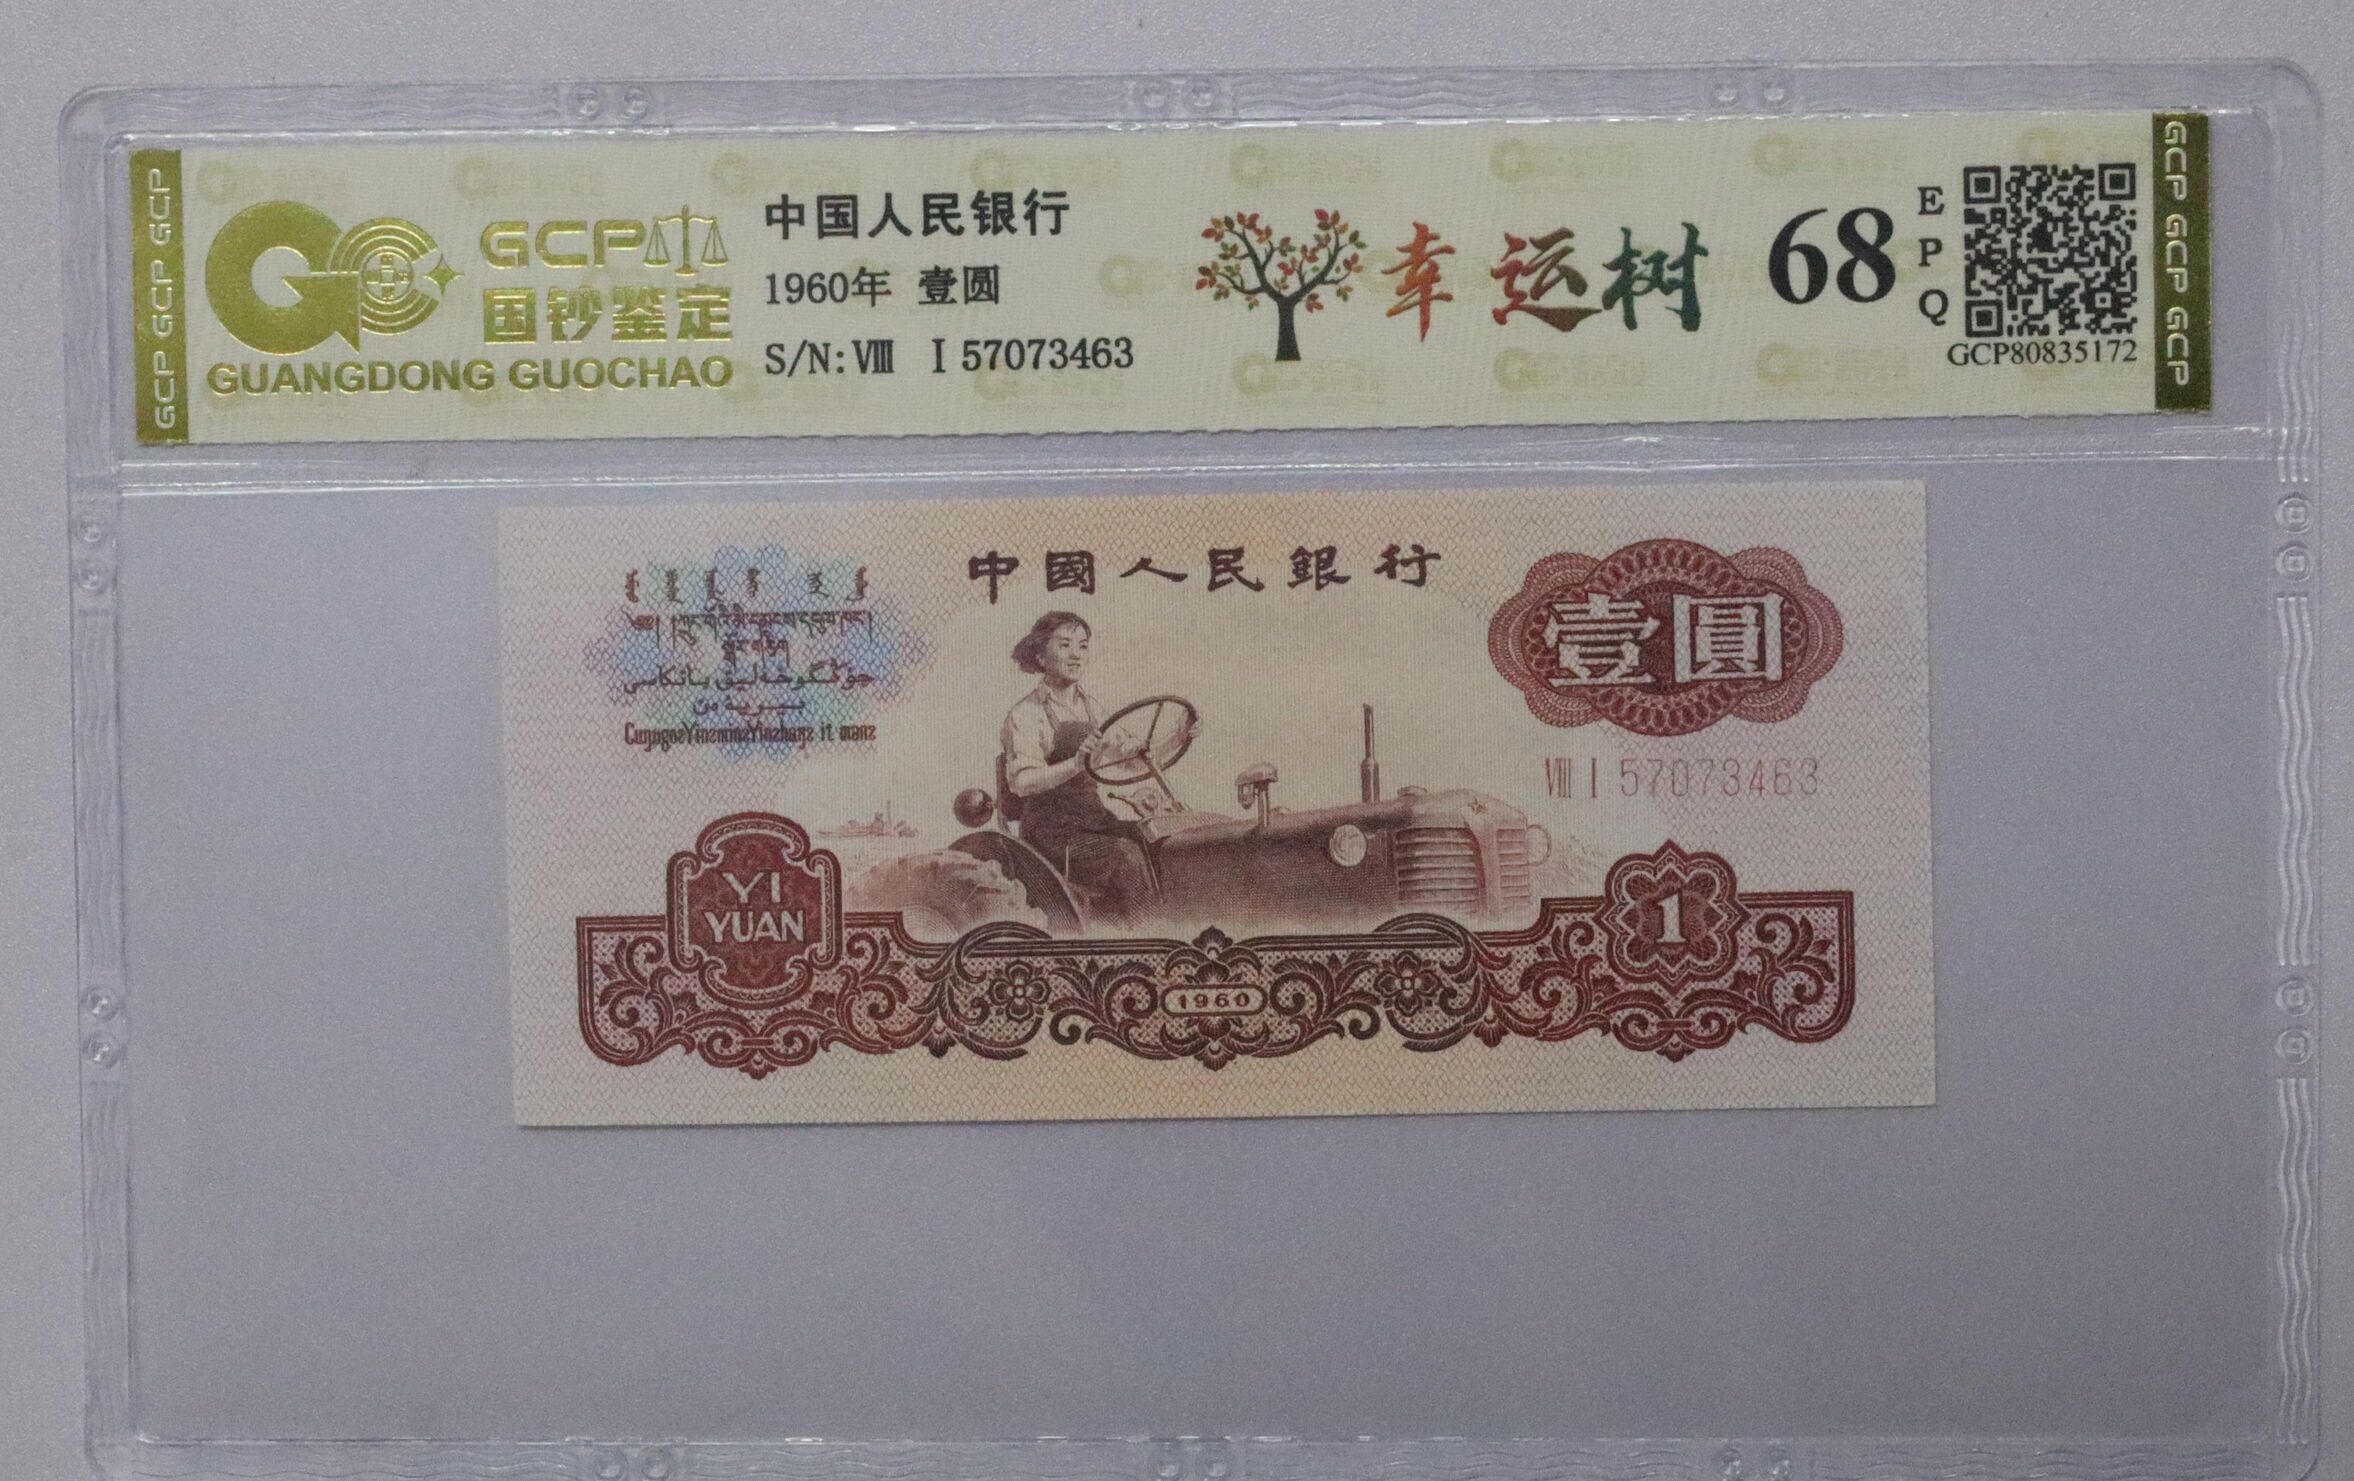 GCP GCP GCP
GCP
国钞鉴定
GUANGDONG GUOCHAO
中国人民银行
1960年 壹圆
S/N: Ⅷ I 57073463
幸运树
68
E
P
Q
GCP80835172
GCP GCP GCP
中國人民銀行
壹圓
Ⅷ I 57073463
YI
YUAN
1
1960